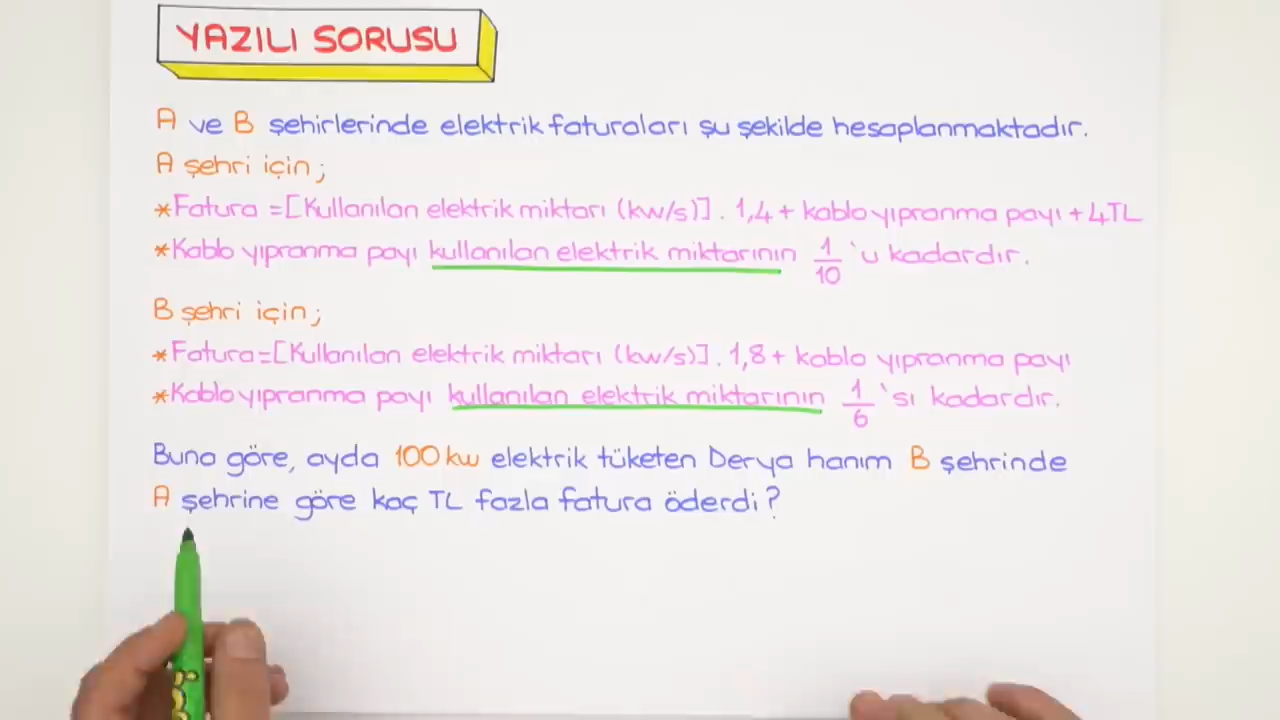 YAZILI SORUSU
A ve B şehirlerinde elektrik faturaları şu şekilde hesaplanmaktadır.
A şehri için;
*Fatura =[Kullanılan elektrik miktarı (kw/s)] . 1,4 + kablo yıpranma payı + 4TL
*Kablo yıpranma payı kullanılan elektrik miktarının 1/10 'u kadardır.
B şehri için;
*Fatura=[Kullanılan elektrik miktarı (kw/s)] . 1,8 + kablo yıpranma payı
*Kablo yıpranma payı kullanılan elektrik miktarının 1/6 'sı kadardır.
Buna göre, ayda 100 kw elektrik tüketen Derya hanım B şehrinde
A şehrine göre kaç TL fazla fatura öderdi?